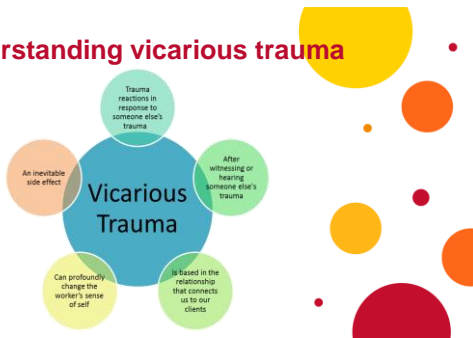 rstanding vicarious trauma
Trauma
reactions in
response to
someone else's
trauma
After
witnessing or
hearing
someone else's
trauma
Is based in the
relationship
that connects
us to our
clients
Can profoundly
change the
worker's sense
of self
An inevitable
side effect
Vicarious
Trauma